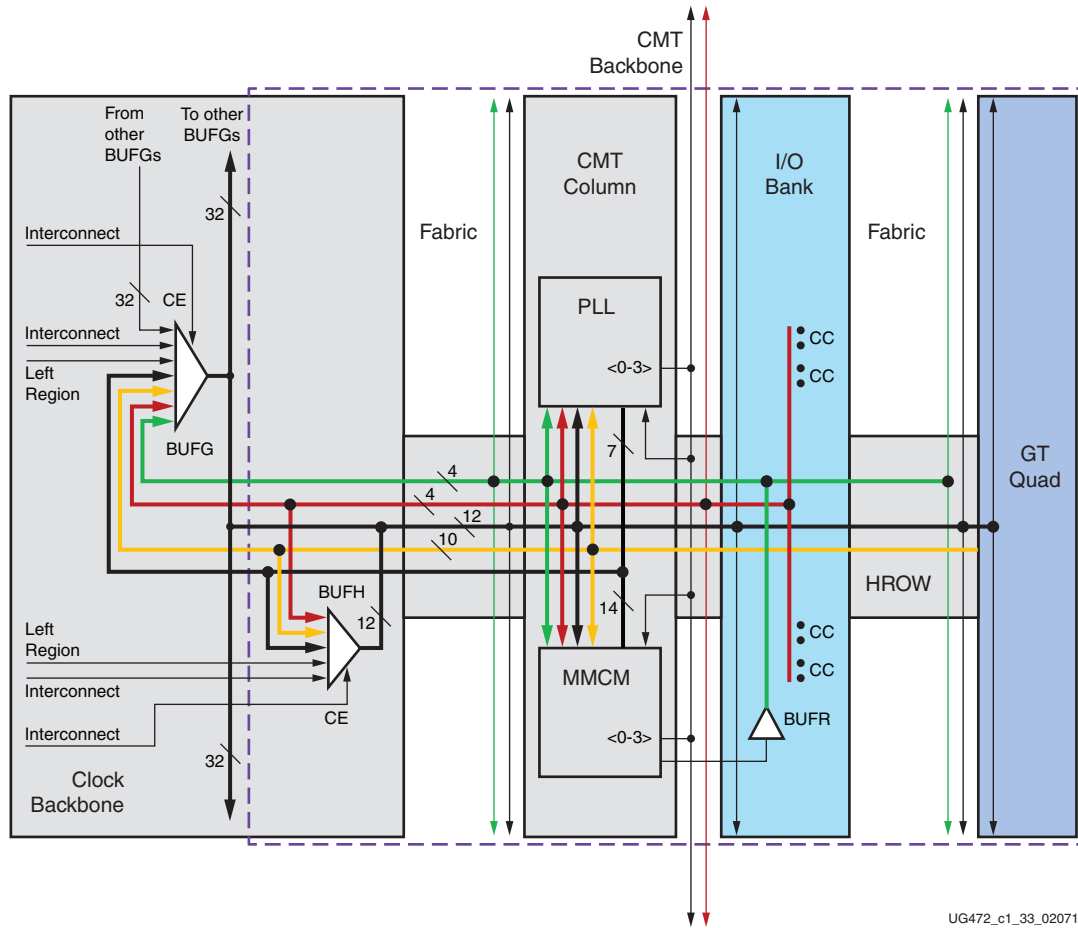 CMT
Backbone
From
other
BUFGs
To other
BUFGs
32
CMT
Column
I/O
Bank
Interconnect
Fabric
Fabric
32
CE
PLL
Interconnect
CC
<0-3>
CC
Left
Region
BUFG
7
GT
Quad
4
4
12
10
HROW
BUFH
14
12
Left
Region
CC
CC
MMCM
Interconnect
CE
BUFR
Interconnect
<0-3>
32
Clock
Backbone
UG472_c1_33_02071